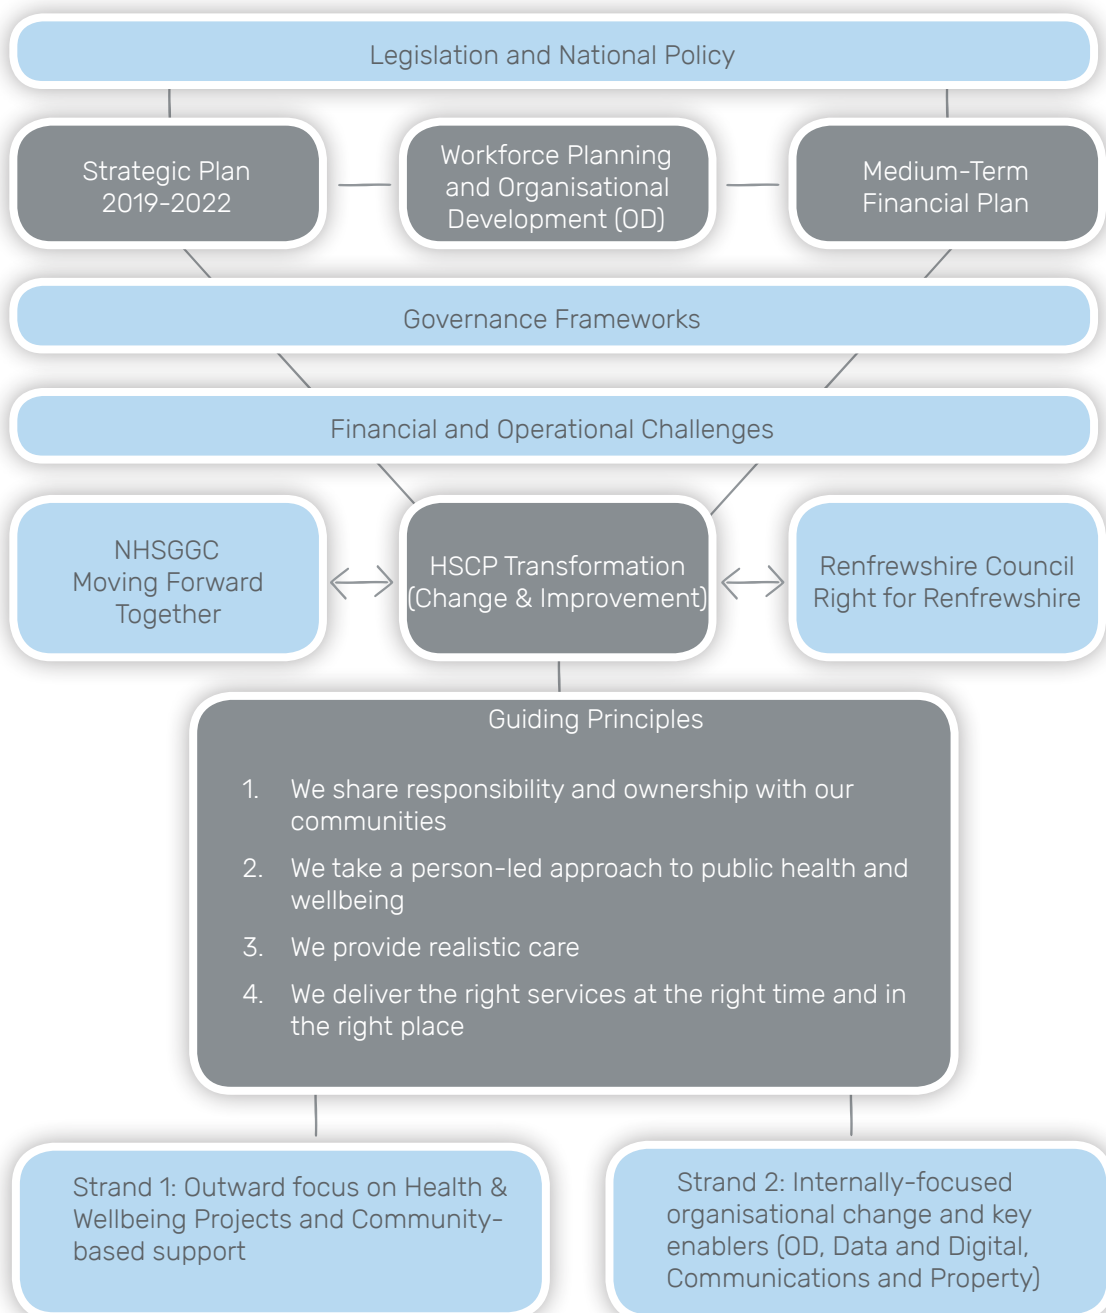 Legislation and National Policy
Strategic Plan
2019-2022
Workforce Planning
and Organisational
Development (OD)
Medium-Term
Financial Plan
Governance Frameworks
Financial and Operational Challenges
NHSGGC
Moving Forward
Together
HSCP Transformation
(Change & Improvement)
Renfrewshire Council
Right for Renfrewshire
Guiding Principles
1. We share responsibility and ownership with our
communities
2. We take a person-led approach to public health and
wellbeing
3. We provide realistic care
4. We deliver the right services at the right time and in
the right place
Strand 1: Outward focus on Health &
Wellbeing Projects and Community-
based support
Strand 2: Internally-focused
organisational change and key
enablers (OD, Data and Digital,
Communications and Property)